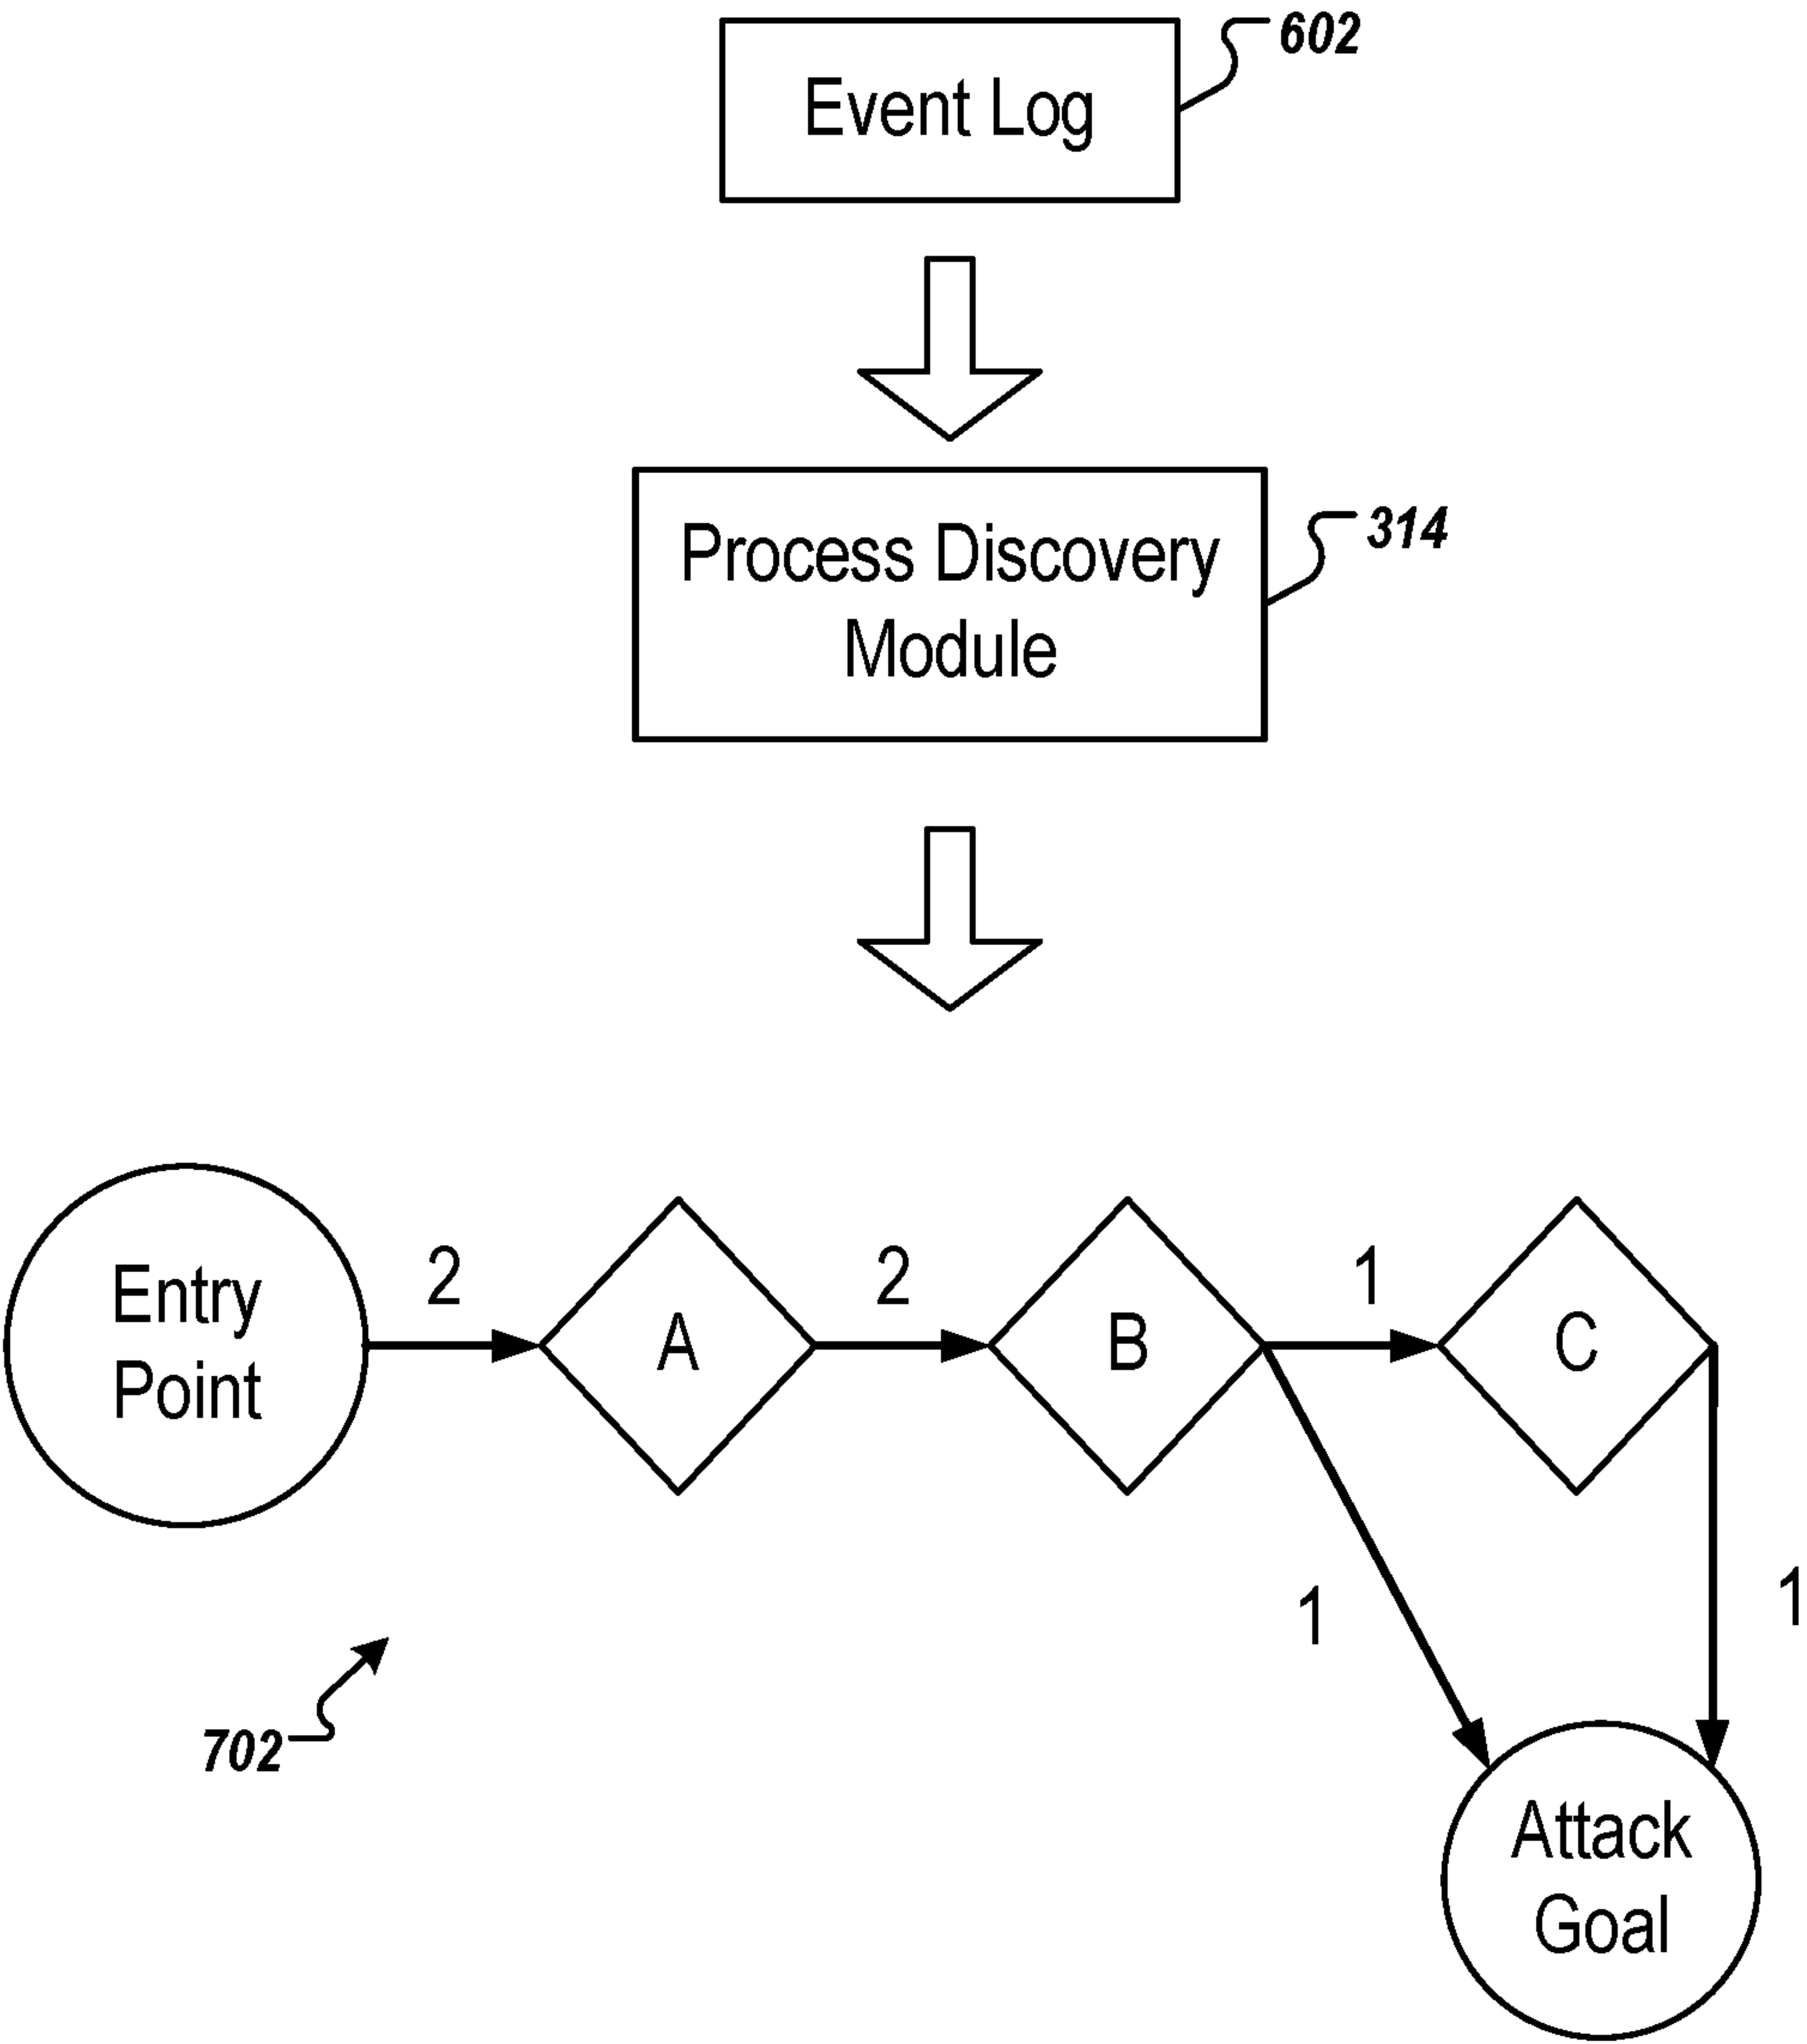 602
Event Log
314
Process Discovery
Module
Entry
Point
2
A
2
B
1
C
1
1
702
Attack
Goal